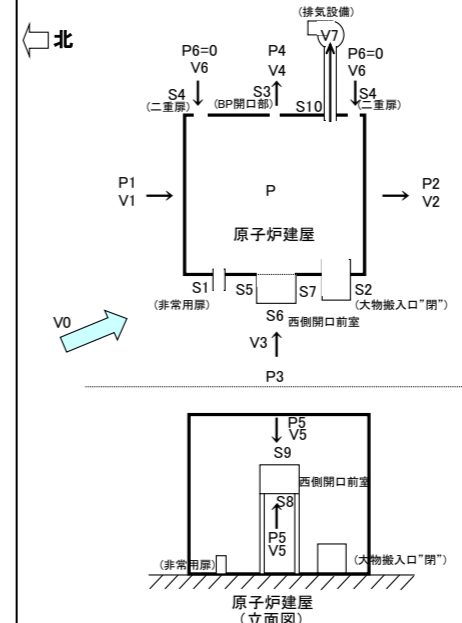 北
(排気設備)
V7
P6=0
V6
P4
V4
P6=0
V6
S4
(二重扉)
S3
(BP開口部)
S10
S4
(二重扉)
P1
V1
P
P2
V2
原子炉建屋
S1
(非常用扉)
S5
S7
S2
(大物搬入口"閉")
S6
西側開口前室
V0
V3
P3
P5
V5
S9
西側開口前室
S8
P5
V5
(非常用扉)
(大物搬入口"閉")
原子炉建屋
(立面図)